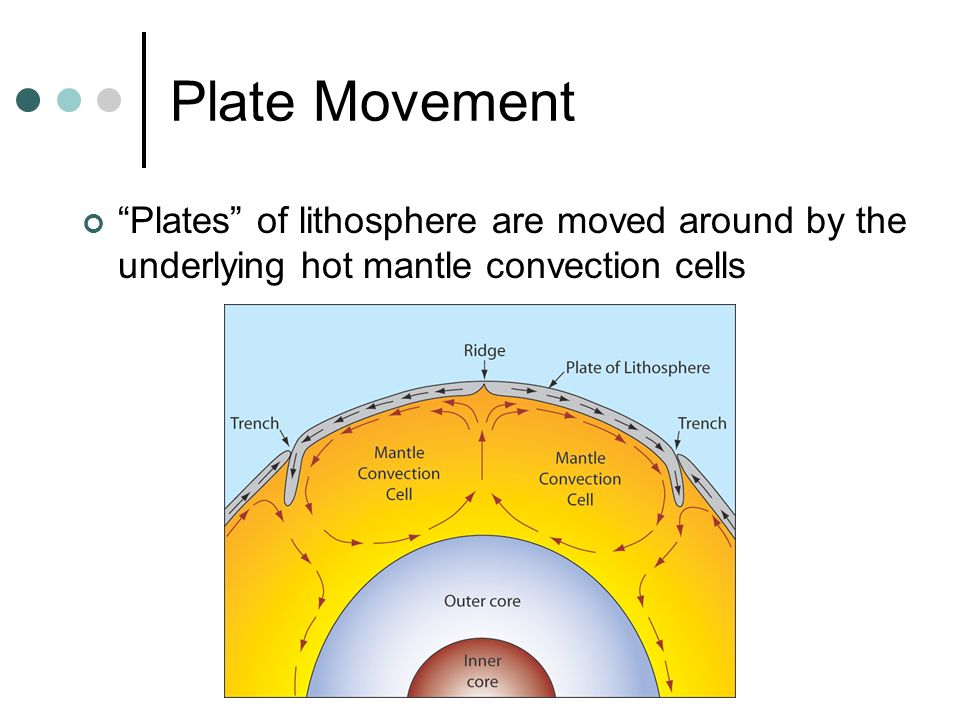 Plate Movement
“Plates” of lithosphere are moved around by the
underlying hot mantle convection cells
Ridge
Plate of Lithosphere
Trench
Trench
Mantle
Convection
Cell
Mantle
Convection
Cell
Outer core
Inner
core